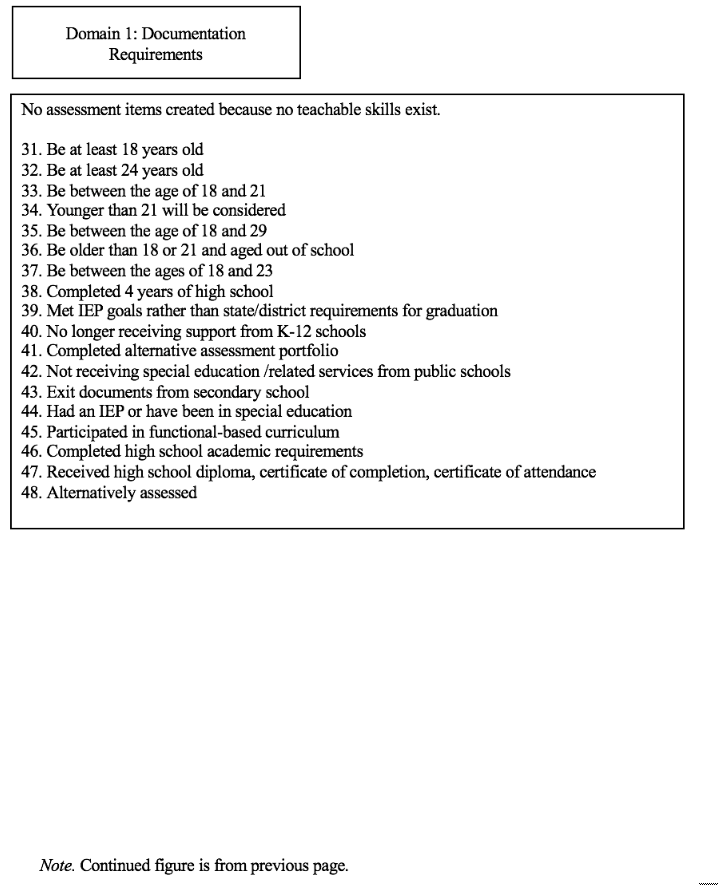 Domain 1: Documentation
Requirements
No assessment items created because no teachable skills exist.
31. Be at least 18 years old
32. Be at least 24 years old
33. Be between the age of 18 and 21
34. Younger than 21 will be considered
35. Be between the age of 18 and 29
36. Be older than 18 or 21 and aged out of school
37. Be between the ages of 18 and 23
38. Completed 4 years of high school
39. Met IEP goals rather than state/district requirements for graduation
40. No longer receiving support from K-12 schools
41. Completed alternative assessment portfolio
42. Not receiving special education /related services from public schools
43. Exit documents from secondary school
44. Had an IEP or have been in special education
45. Participated in functional-based curriculum
46. Completed high school academic requirements
47. Received high school diploma, certificate of completion, certificate of attendance
48. Alternatively assessed
Note. Continued figure is from previous page.